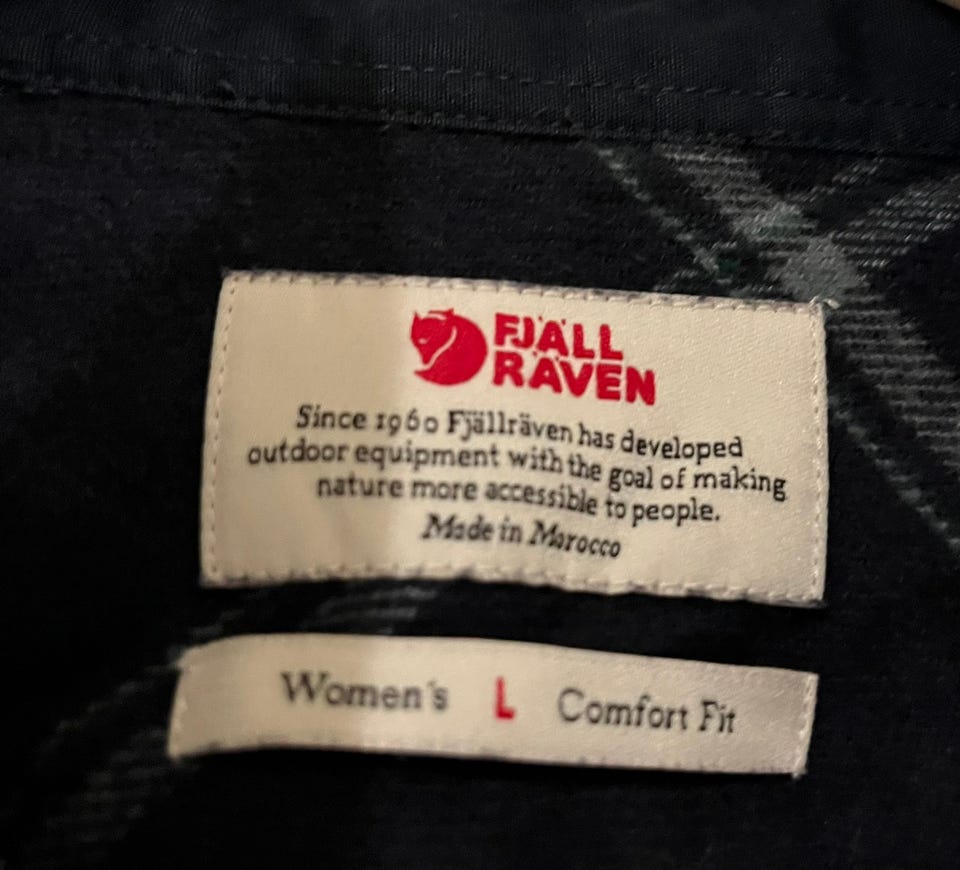 FJÄLL
RÄVEN
Since 1960 Fjällräven has developed
outdoor equipment with the goal of making
nature more accessible to people.
Made in Marocco
Women's L Comfort Fit